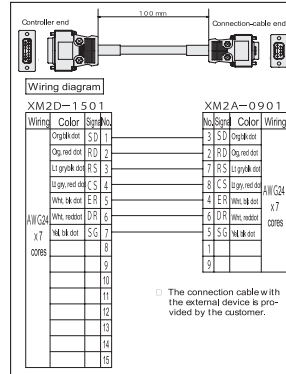 100 mm
Controller end
Connection-cable end
Wiring diagram
XM2D-1501
XM2A-0901
Wiring Color Signal No.
No. Signal Color Wiring
Org blk dot SD 1
3 SD Org blk dot
Org, red dot RD 2
2 RD Org, red dot
Lt gry blk dot RS 3
7 RS Lt gry blk dot
Lt gry, red dot CS 4
8 CS Lt gry, red dot
Wht, blk dot ER 5
4 ER Wht, blk dot
Wht, red dot DR 6
6 DR Wht, red dot
Yel, blk dot SG 7
5 SG Yel, blk dot
AWG24
x 7
cores
AWG24
x 7
cores
8
1
9
9
10
11
12
13
14
15
The connection cable with
the external device is pro-
vided by the customer.